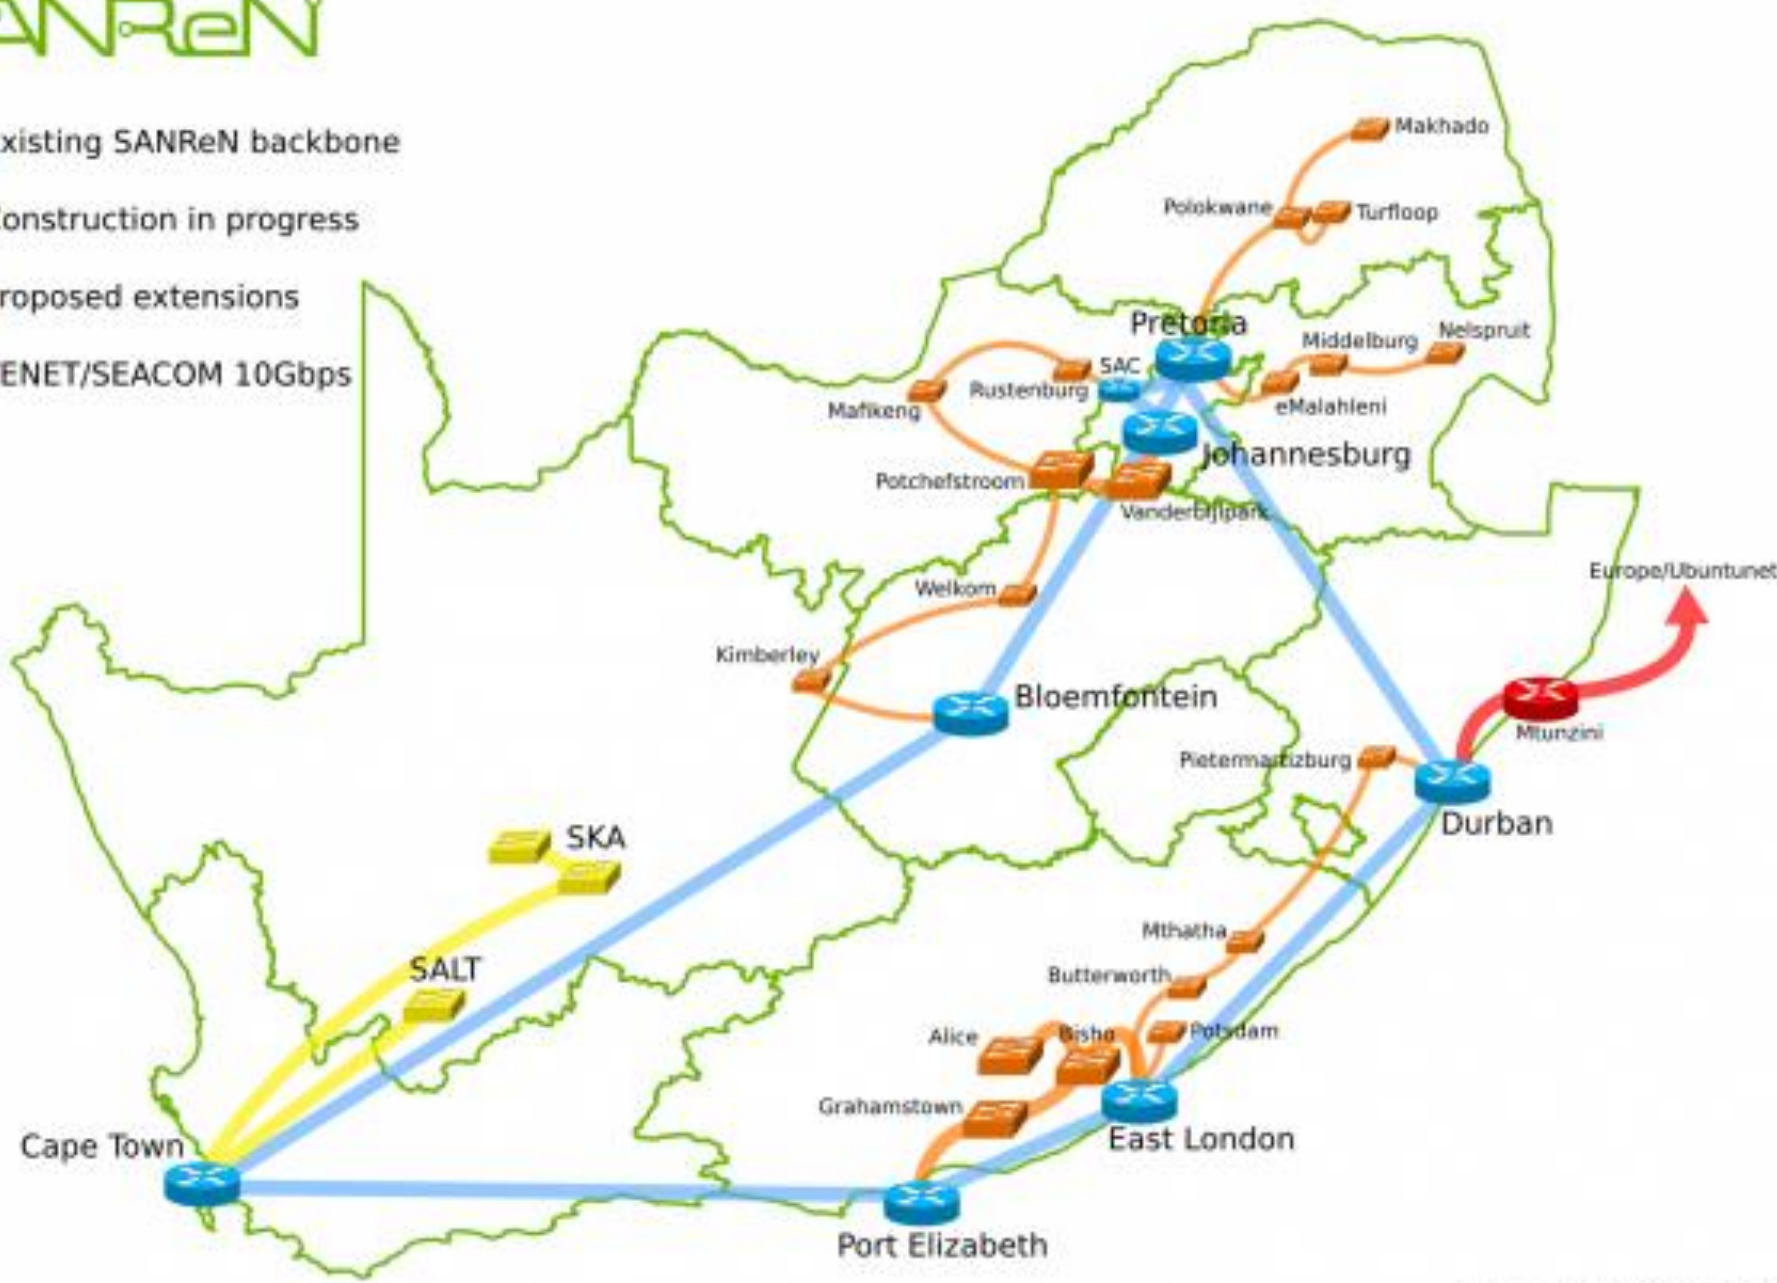 ANReN
xisting SANReN backbone
onstruction in progress
roposed extensions
ENET/SEACOM 10Gbps
Makhado
Polokwane
Turfloop
Pretoria
Middelburg
Nelspruit
SAC
Rustenburg
Mafikeng
eMalahleni
Johannesburg
Potchefstroom
Vanderbijlpark
Europe/Ubuntunet
Welkom
Kimberley
Bloemfontein
Mtunzini
Pietermartizburg
Durban
SKA
Mthatha
SALT
Butterworth
Alice
Bisho
Potsdam
Grahamstown
East London
Cape Town
Port Elizabeth